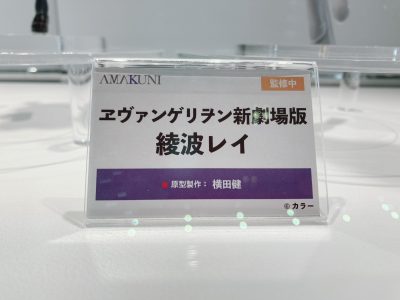 AMAKUNI
監修中
ヱヴァンゲリヲン新劇場版
綾波レイ
原型製作： 横田健
©カラー